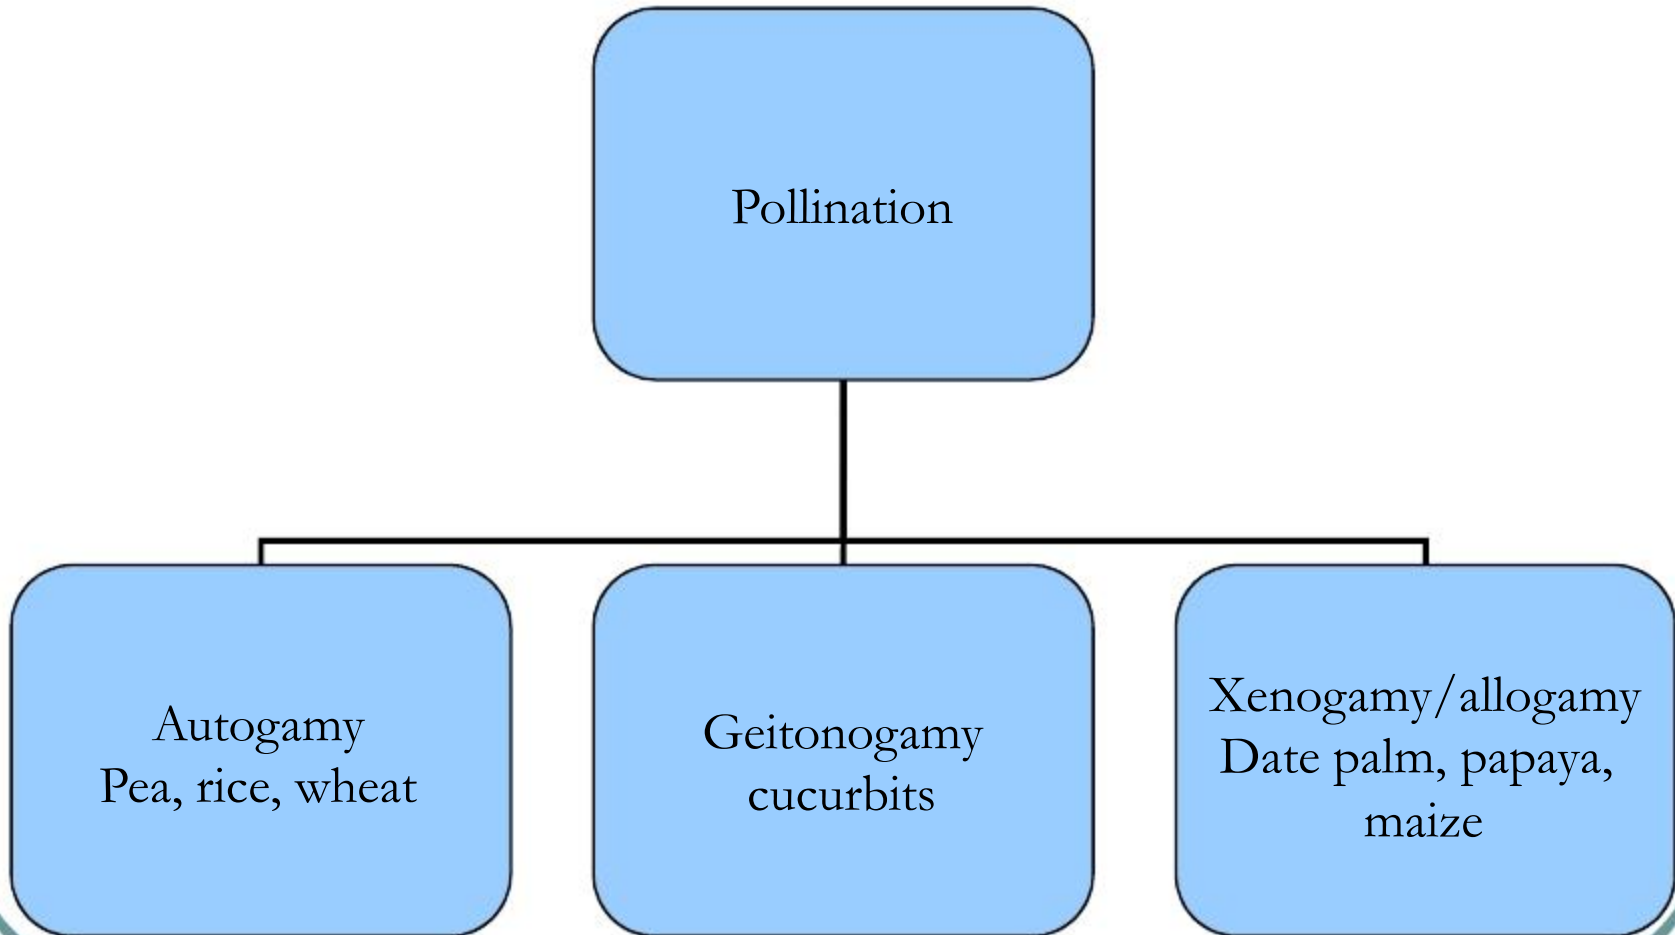 Pollination
Autogamy
Pea, rice, wheat
Geitonogamy
cucurbits
Xenogamy/allogamy
Date palm, papaya,
maize